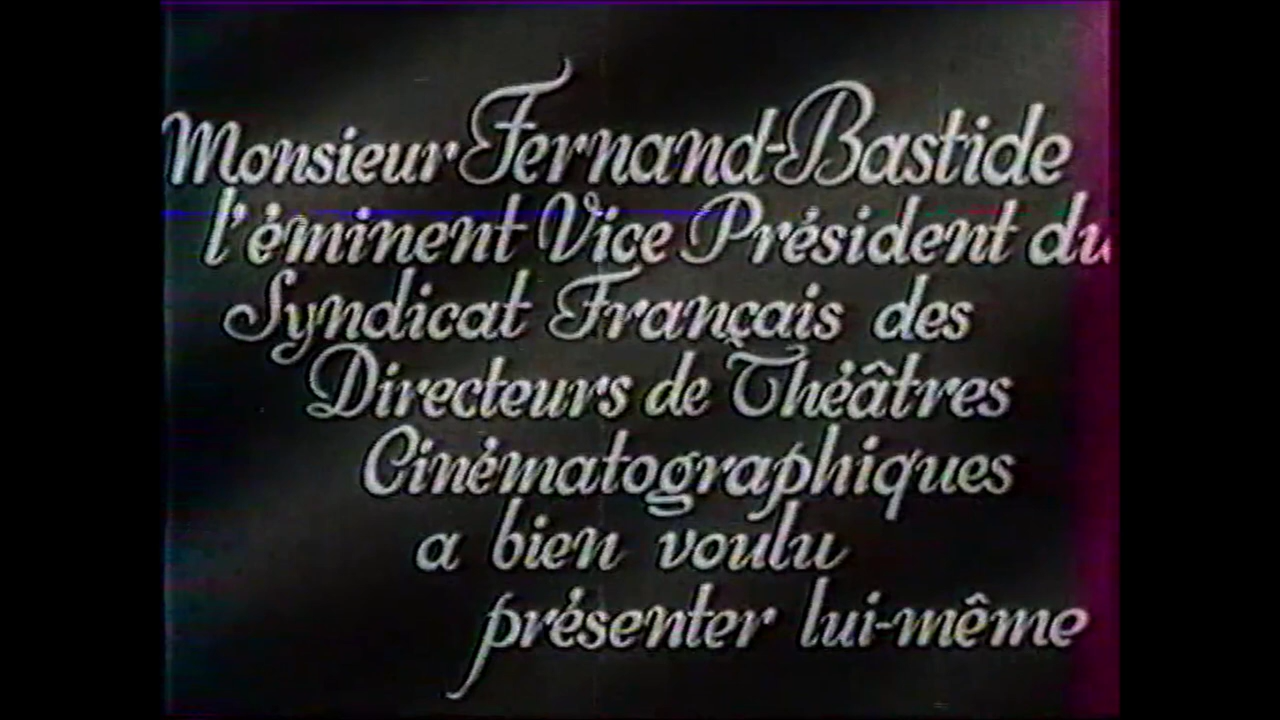 Monsieur Fernand-Bastide
l'éminent Vice Président du
Syndicat Français des
Directeurs de Théâtres
Cinématographiques
a bien voulu
présenter lui-même